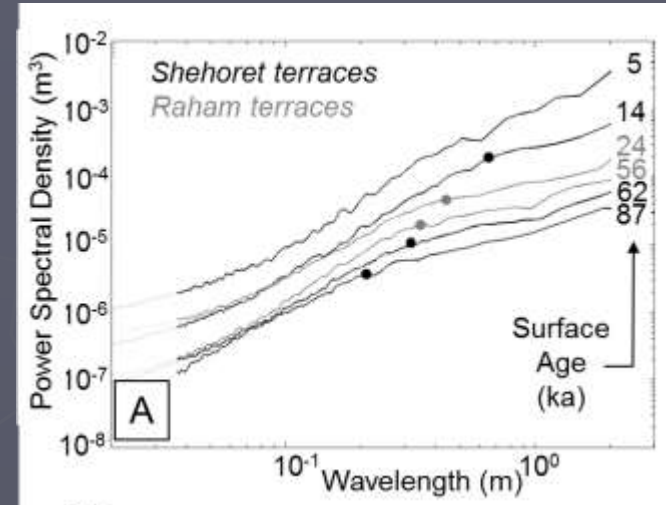 Power Spectral Density (m³)
10⁻²
10⁻³
10⁻⁴
10⁻⁵
10⁻⁶
10⁻⁷
10⁻⁸
Shehoret terraces
Raham terraces
5
14
24
56
62
87
Surface
Age
(ka)
A
10⁻¹
10⁰
Wavelength (m)